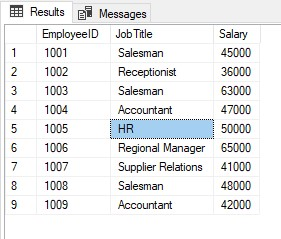 Results Messages
EmployeeID JobTitle Salary
1 1001 Salesman 45000
2 1002 Receptionist 36000
3 1003 Salesman 63000
4 1004 Accountant 47000
5 1005 HR 50000
6 1006 Regional Manager 65000
7 1007 Supplier Relations 41000
8 1008 Salesman 48000
9 1009 Accountant 42000